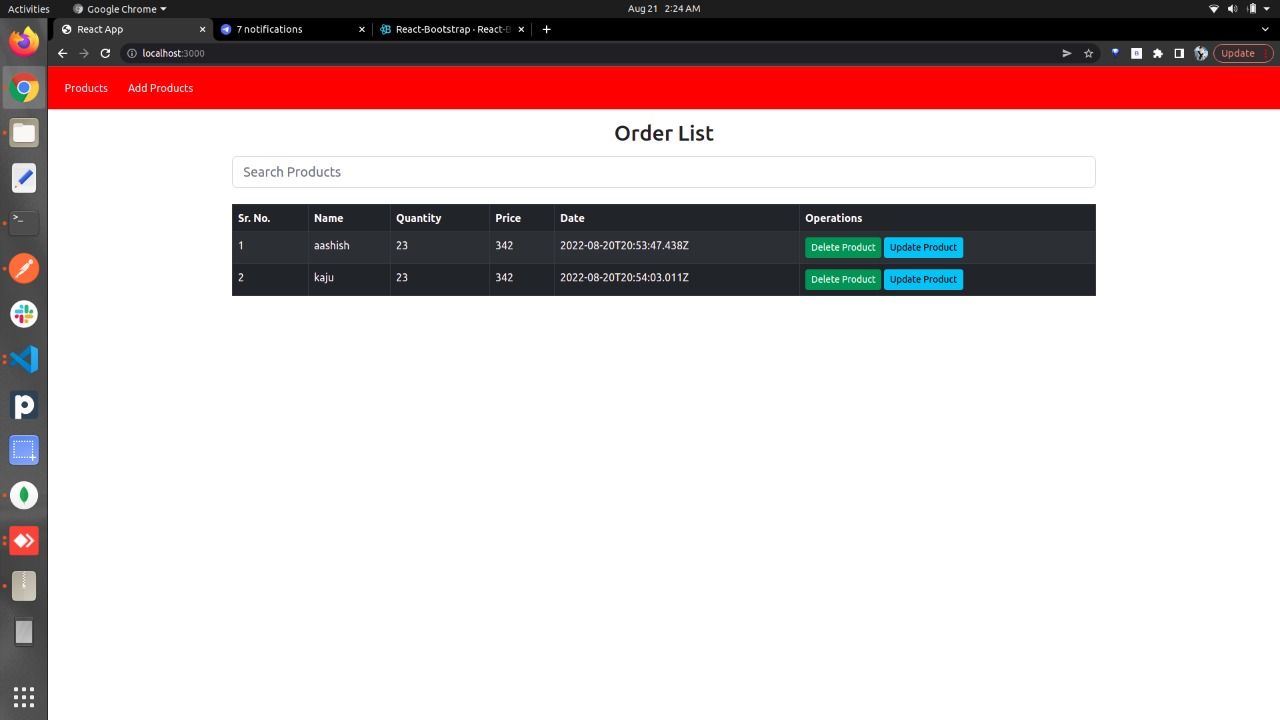 Activities Google Chrome Aug 21 2:24 AM
React App 7 notifications React-Bootstrap · React-B
localhost:3000 Update
Products Add Products
Order List
Search Products
Sr. No. Name Quantity Price Date Operations
1 aashish 23 342 2022-08-20T20:53:47.438Z Delete Product Update Product
2 kaju 23 342 2022-08-20T20:54:03.011Z Delete Product Update Product